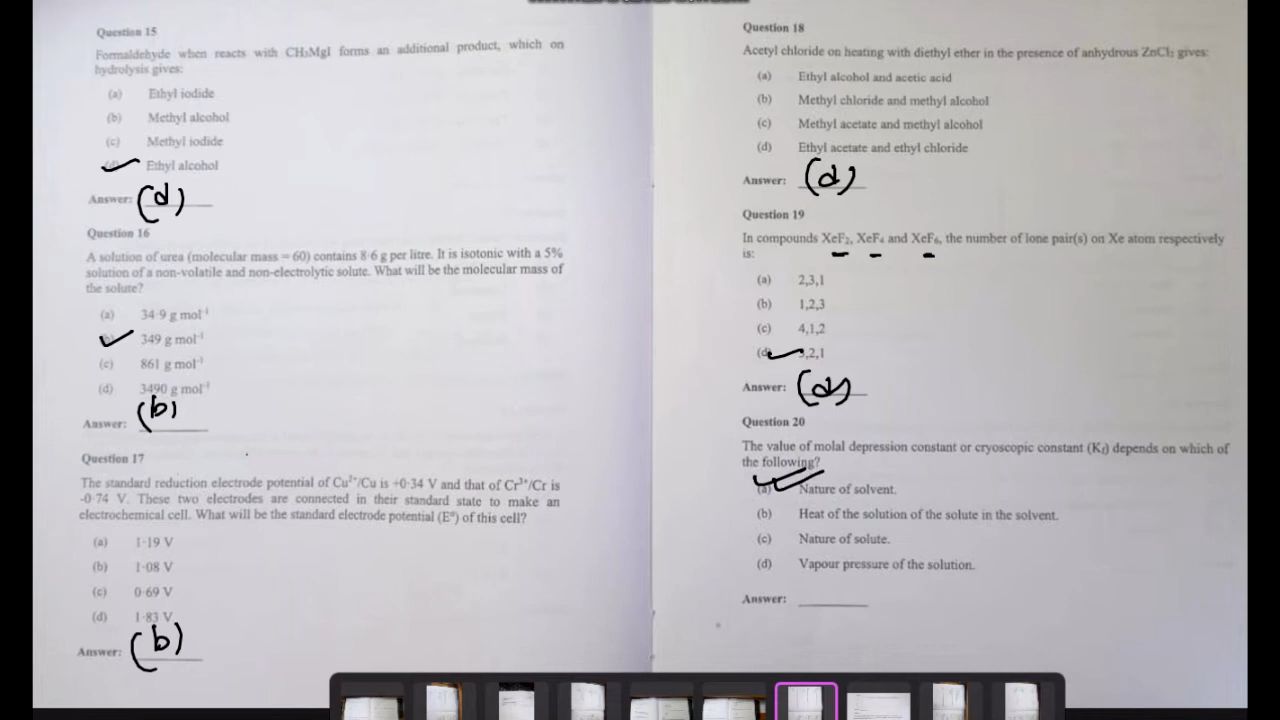 Question 15
Formaldehyde when reacts with CH₃MgI forms an additional product, which on
hydrolysis gives:
(a) Ethyl iodide
(b) Methyl alcohol
(c) Methyl iodide
Ethyl alcohol
Answer: (d)
Question 16
A solution of urea (molecular mass = 60) contains 8·6 g per litre. It is isotonic with a 5%
solution of a non-volatile and non-electrolytic solute. What will be the molecular mass of
the solute?
(a) 34·9 g mol⁻¹
349 g mol⁻¹
(c) 861 g mol⁻¹
(d) 3490 g mol⁻¹
Answer: (b)
Question 17
The standard reduction electrode potential of Cu²⁺/Cu is +0·34 V and that of Cr³⁺/Cr is
-0·74 V. These two electrodes are connected in their standard state to make an
electrochemical cell. What will be the standard electrode potential (E°) of this cell?
(a) 1·19 V
(b) 1·08 V
(c) 0·69 V
(d) 1·83 V
Answer: (b)
Question 18
Acetyl chloride on heating with diethyl ether in the presence of anhydrous ZnCl₂ gives:
(a) Ethyl alcohol and acetic acid
(b) Methyl chloride and methyl alcohol
(c) Methyl acetate and methyl alcohol
(d) Ethyl acetate and ethyl chloride
Answer: (d)
Question 19
In compounds XeF₂, XeF₄ and XeF₆, the number of lone pair(s) on Xe atom respectively
is:
(a) 2,3,1
(b) 1,2,3
(c) 4,1,2
(d) 3,2,1
Answer: (d)
Question 20
The value of molal depression constant or cryoscopic constant (Kf) depends on which of
the following?
(a) Nature of solvent.
(b) Heat of the solution of the solute in the solvent.
(c) Nature of solute.
(d) Vapour pressure of the solution.
Answer: